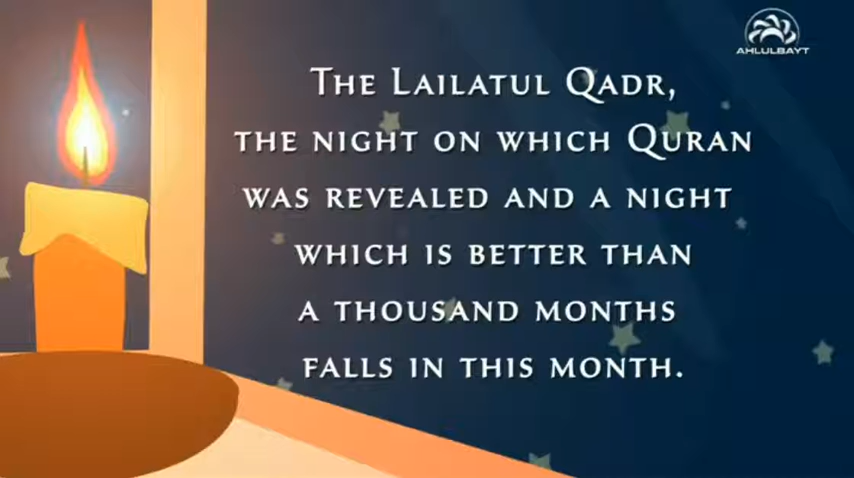 AHLULBAYT
The Lailatul Qadr,
the night on which Quran
was revealed and a night
which is better than
a thousand months
falls in this month.